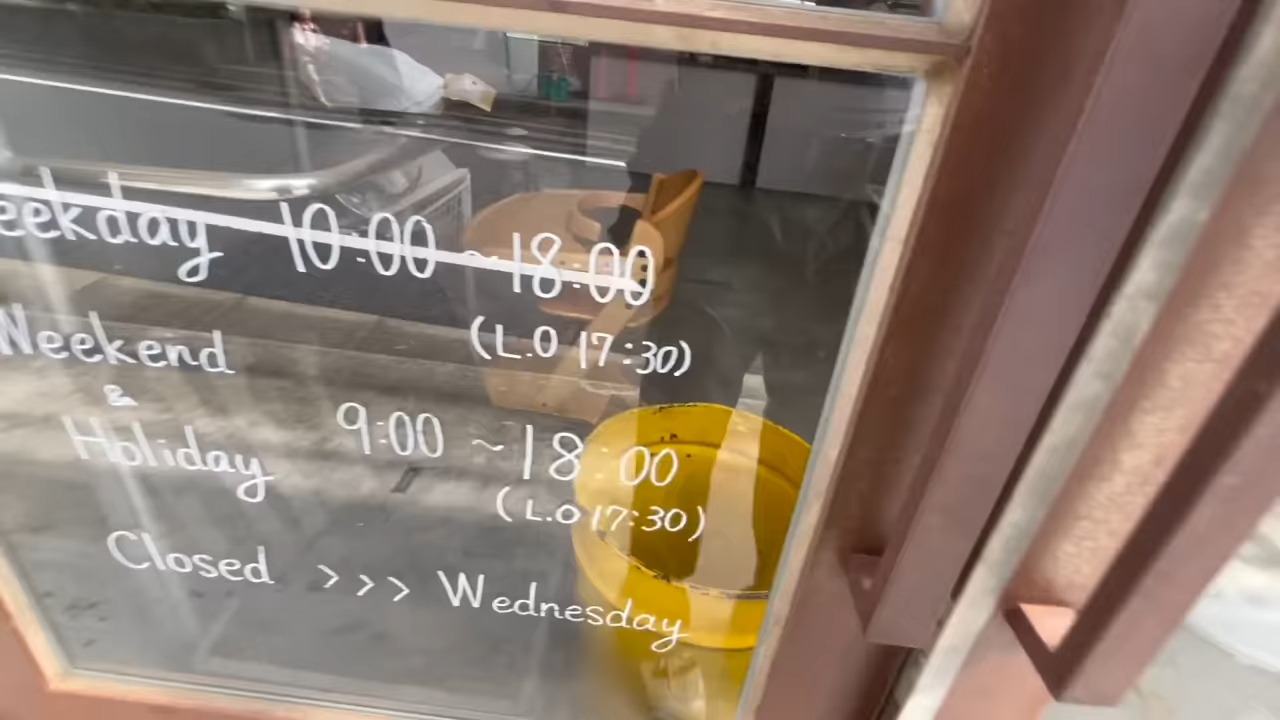 eekday 10:00 ~ 18:00
(L.O 17:30)
Weekend
&
Holiday 9:00 ~ 18:00
(L.O 17:30)
Closed >>> Wednesday